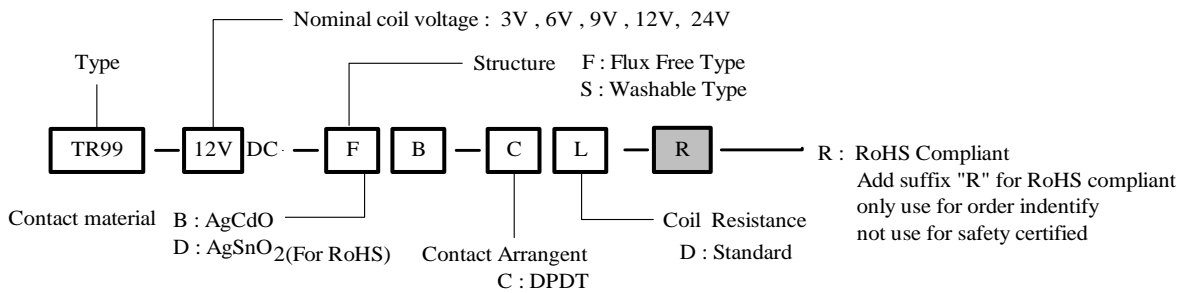 Nominal coil voltage : 3V , 6V , 9V , 12V, 24V
Type
Structure F : Flux Free Type
S : Washable Type
TR99 12V DC F B C L R
R : RoHS Compliant
Add suffix "R" for RoHS compliant
only use for order indentify
not use for safety certified
Contact material B : AgCdO
D : AgSnO2(For RoHS)
Contact Arrangent
C : DPDT
Coil Resistance
D : Standard